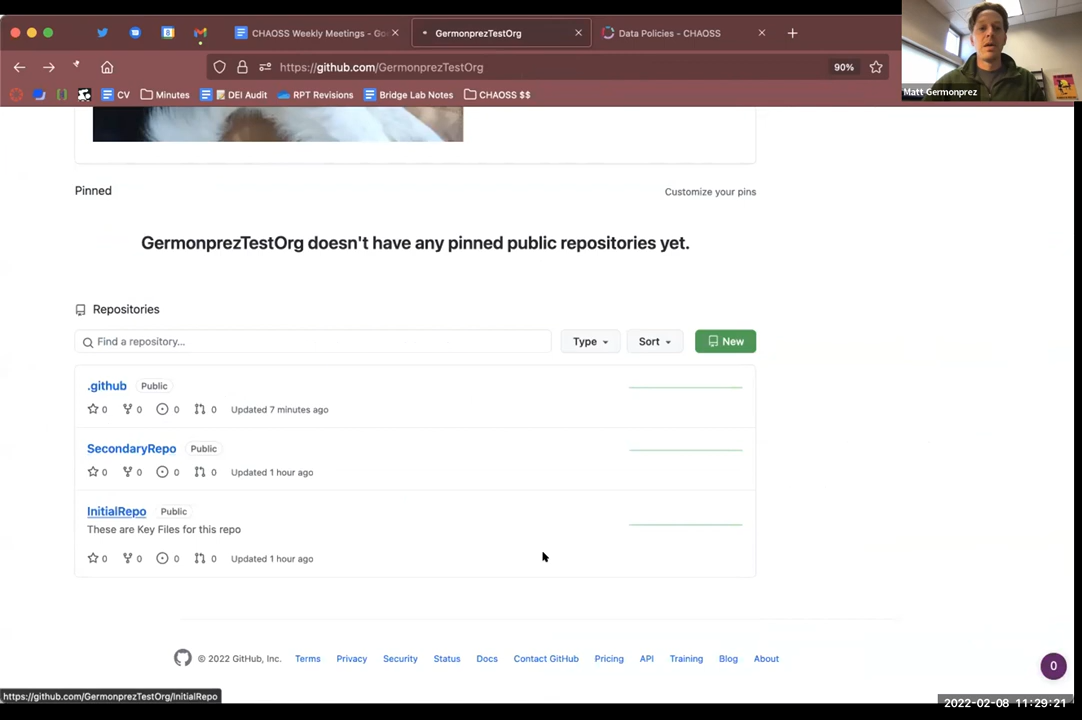 CHAOSS Weekly Meetings - Go
GermonprezTestOrg
Data Policies - CHAOSS
https://github.com/GermonprezTestOrg
90%
CV
Minutes
DEI Audit
RPT Revisions
Bridge Lab Notes
CHAOSS $$
Matt Germonprez
Pinned
Customize your pins
GermonprezTestOrg doesn't have any pinned public repositories yet.
Repositories
Find a repository...
Type
Sort
New
.github Public
0 0 0 0 Updated 7 minutes ago
SecondaryRepo Public
0 0 0 0 Updated 1 hour ago
InitialRepo Public
These are Key Files for this repo
0 0 0 0 Updated 1 hour ago
© 2022 GitHub, Inc. Terms Privacy Security Status Docs Contact GitHub Pricing API Training Blog About
0
https://github.com/GermonprezTestOrg/InitialRepo
2022-02-08 11:29:21